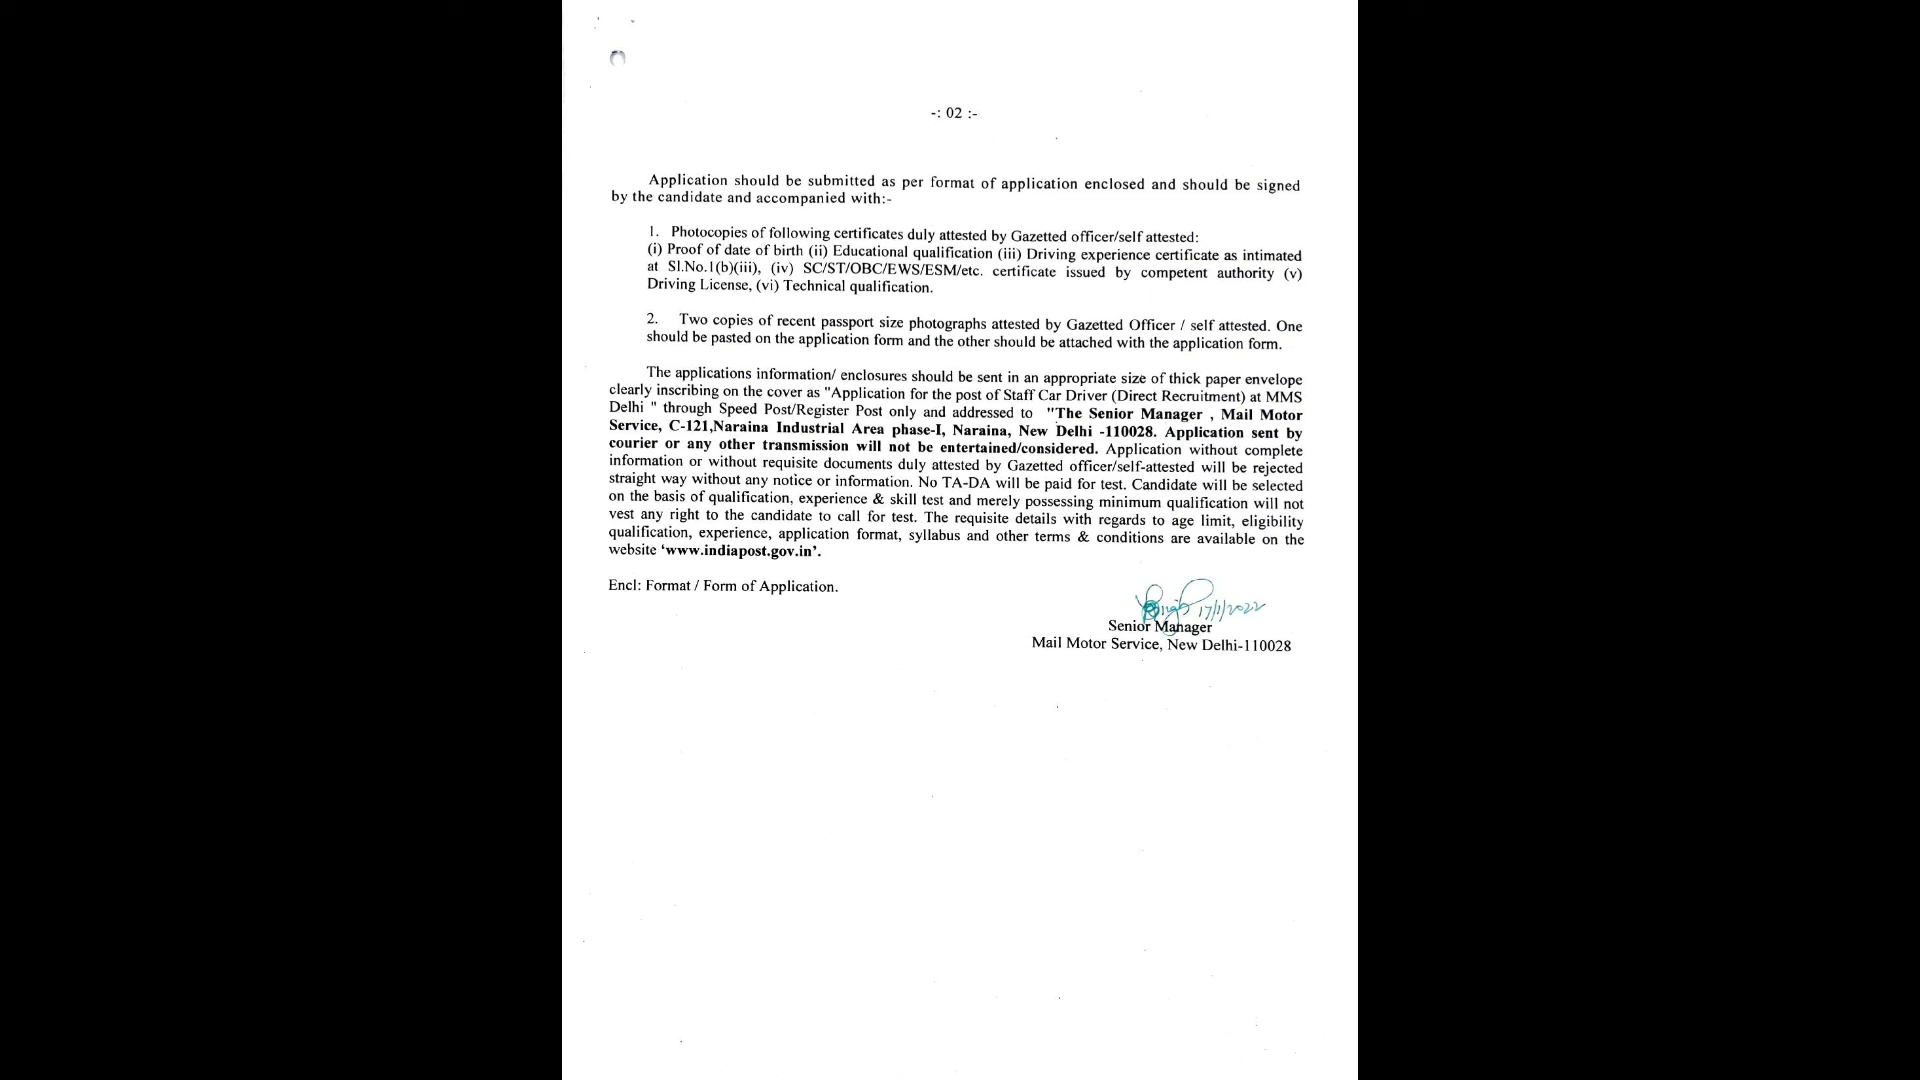 -: 02 :-
Application should be submitted as per format of application enclosed and should be signed
by the candidate and accompanied with:-
1. Photocopies of following certificates duly attested by Gazetted officer/self attested:
(i) Proof of date of birth (ii) Educational qualification (iii) Driving experience certificate as intimated
at Sl.No.1(b)(iii), (iv) SC/ST/OBC/EWS/ESM/etc. certificate issued by competent authority (v)
Driving License, (vi) Technical qualification.
2. Two copies of recent passport size photographs attested by Gazetted Officer / self attested. One
should be pasted on the application form and the other should be attached with the application form.
The applications information/ enclosures should be sent in an appropriate size of thick paper envelope
clearly inscribing on the cover as "Application for the post of Staff Car Driver (Direct Recruitment) at MMS
Delhi " through Speed Post/Register Post only and addressed to "The Senior Manager , Mail Motor
Service, C-121,Naraina Industrial Area phase-I, Naraina, New Delhi -110028. Application sent by
courier or any other transmission will not be entertained/considered. Application without complete
information or without requisite documents duly attested by Gazetted officer/self-attested will be rejected
straight way without any notice or information. No TA-DA will be paid for test. Candidate will be selected
on the basis of qualification, experience & skill test and merely possessing minimum qualification will not
vest any right to the candidate to call for test. The requisite details with regards to age limit, eligibility
qualification, experience, application format, syllabus and other terms & conditions are available on the
website ‘www.indiapost.gov.in’.
Encl: Format / Form of Application.
17/1/2022
Senior Manager
Mail Motor Service, New Delhi-110028